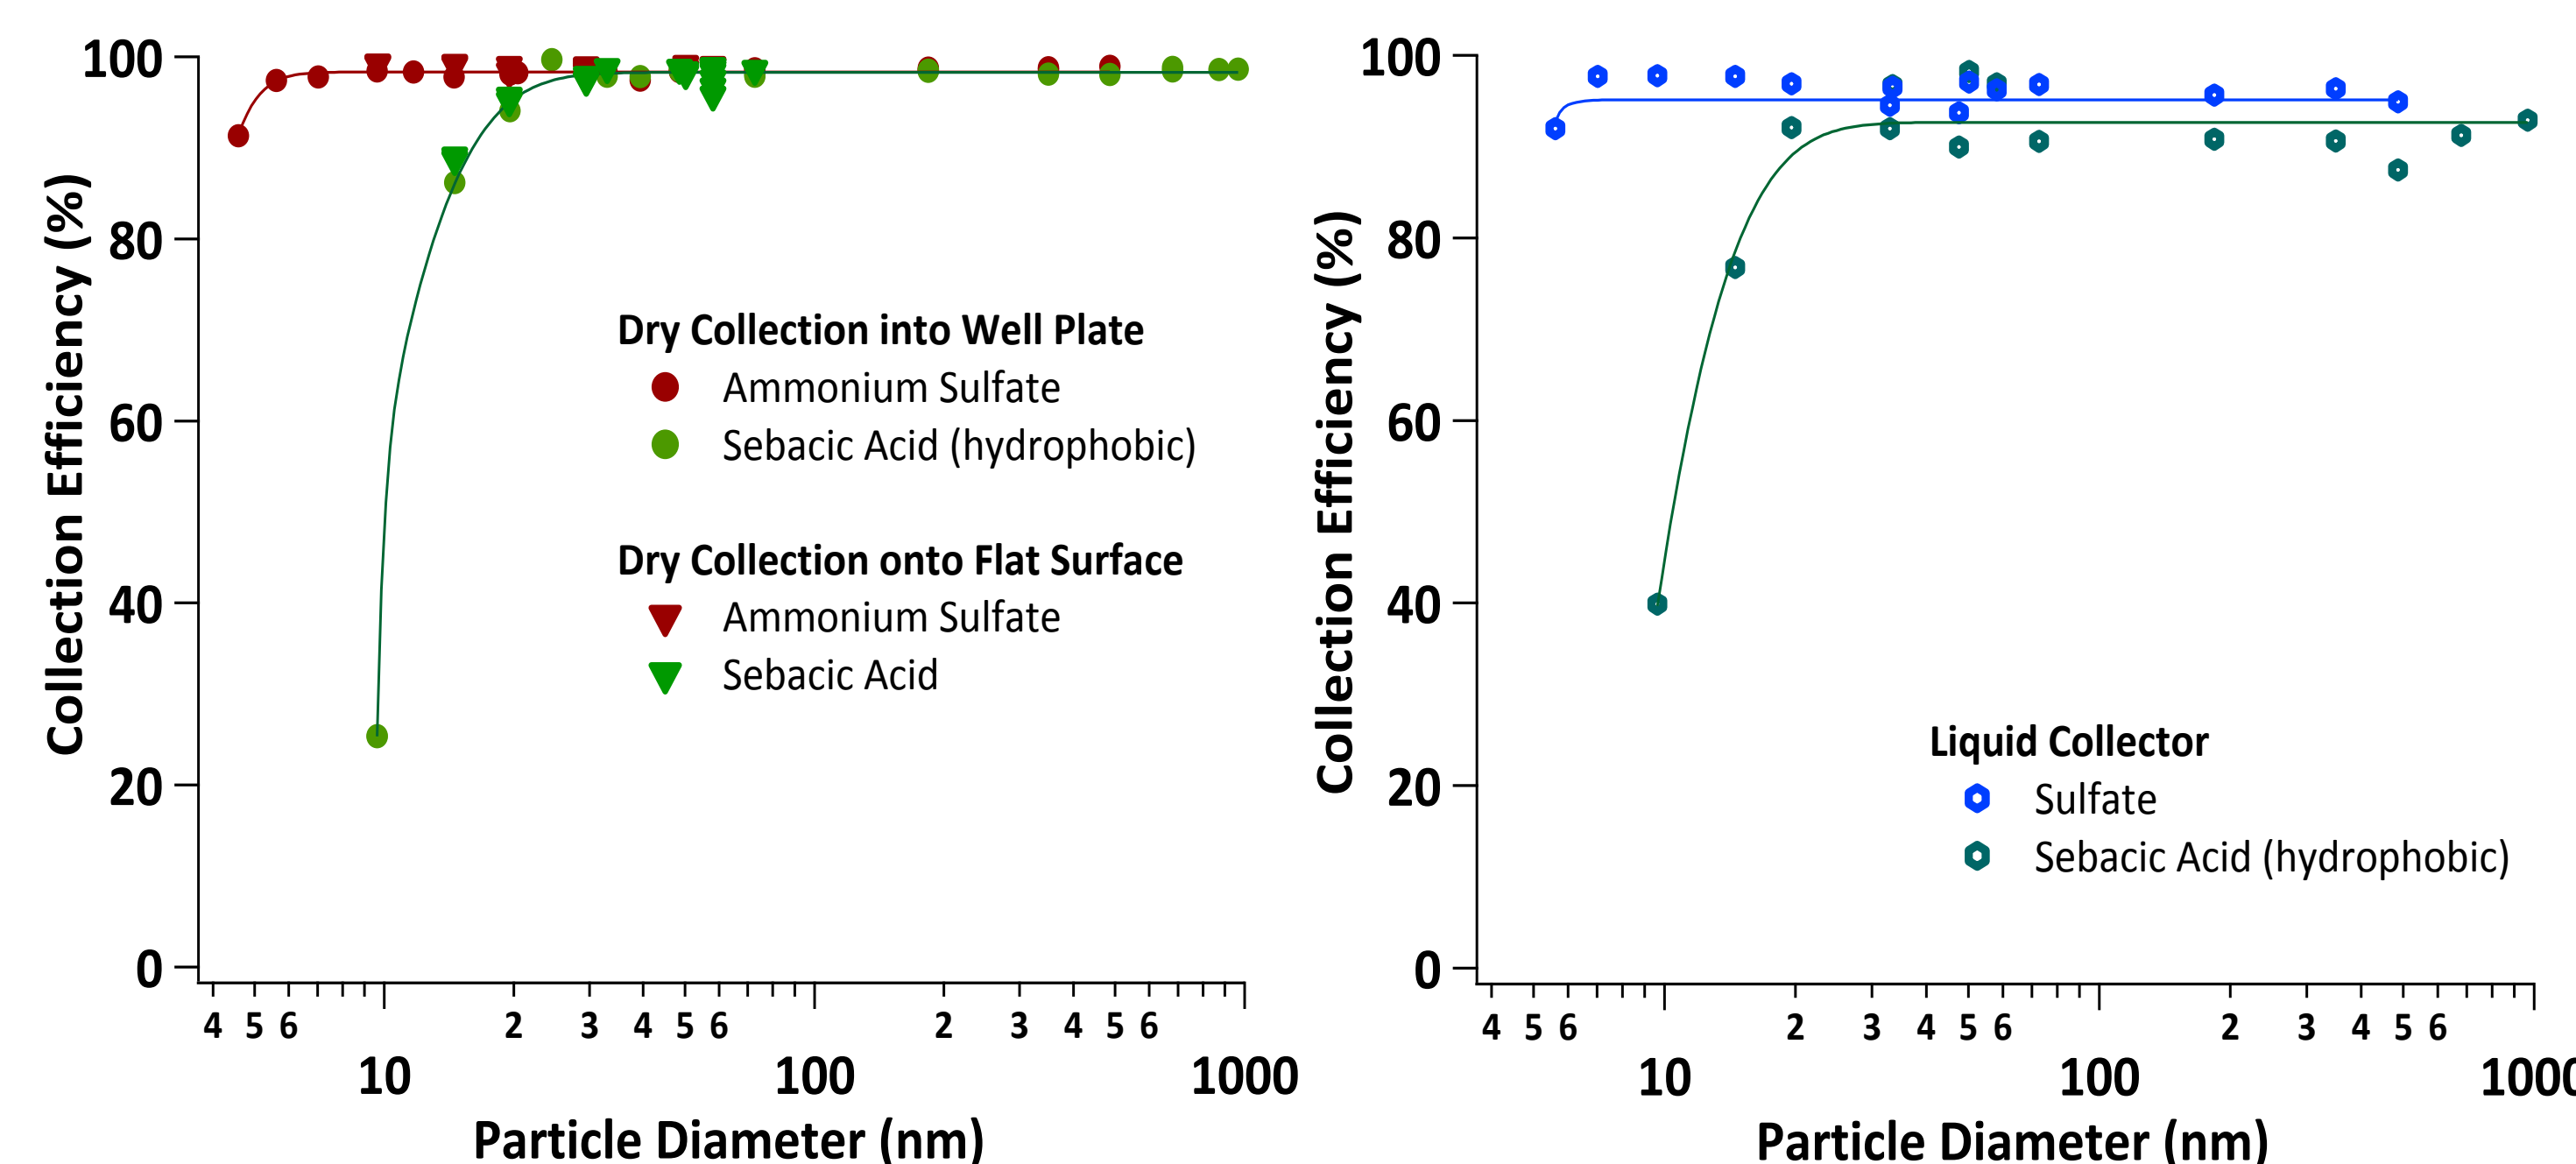 Collection Efficiency (%)
100
80
60
40
20
0
Dry Collection into Well Plate
Ammonium Sulfate
Sebacic Acid (hydrophobic)
Dry Collection onto Flat Surface
Ammonium Sulfate
Sebacic Acid
4 5 6 2 3 4 5 6 2 3 4 5 6
10 100 1000
Particle Diameter (nm)
Collection Efficiency (%)
100
80
60
40
20
0
Liquid Collector
Sulfate
Sebacic Acid (hydrophobic)
4 5 6 2 3 4 5 6 2 3 4 5 6
10 100 1000
Particle Diameter (nm)